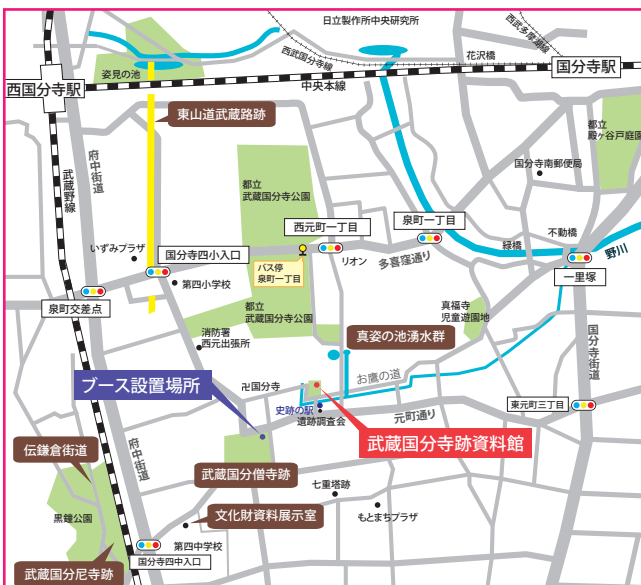 日立製作所中央研究所
西武多摩湖線
西武国分寺線
花沢橋
姿見の池
国分寺駅
西国分寺駅
中央本線
東山道武蔵路跡
都立
殿ヶ谷戸庭園
府中街道
武蔵野線
国分寺南郵便局
都立
武蔵国分寺公園
西元町一丁目
泉町一丁目
不動橋
いずみプラザ
国分寺四小入口
リオン
多喜窪通り
緑橋
野川
バス停
泉町一丁目
一里塚
第四小学校
泉町交差点
都立
武蔵国分寺公園
真福寺
児童遊園地
消防署
西元出張所
真姿の池湧水群
国分寺街道
お鷹の道
ブース設置場所
卍国分寺
史跡の駅
遺跡調査会
元町通り
東元町三丁目
武蔵国分寺跡資料館
府中街道
伝鎌倉街道
武蔵国分僧寺跡
七重塔跡
黒鐘公園
文化財資料展示室
もとまちプラザ
第四中学校
国分寺四中入口
武蔵国分尼寺跡